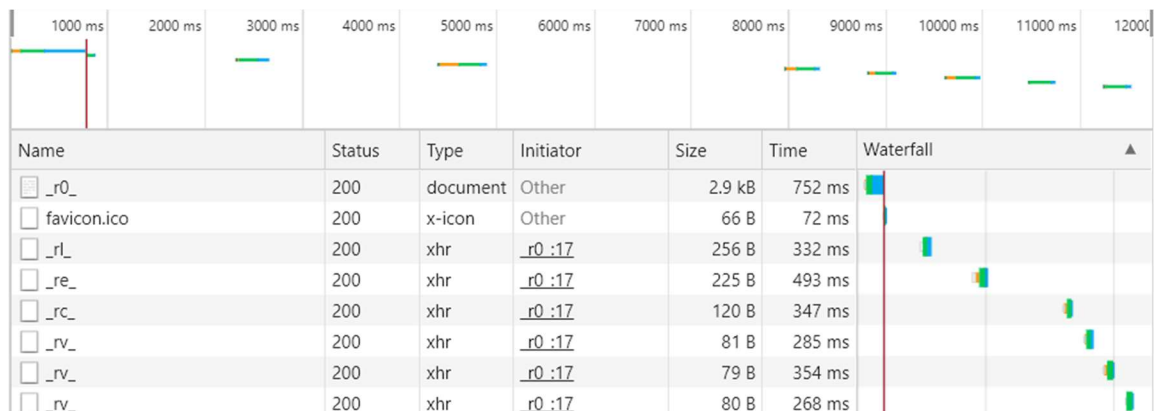 1000 ms 2000 ms 3000 ms 4000 ms 5000 ms 6000 ms 7000 ms 8000 ms 9000 ms 10000 ms 11000 ms 12000
Name Status Type Initiator Size Time Waterfall ▲
_r0_ 200 document Other 2.9 kB 752 ms
favicon.ico 200 x-icon Other 66 B 72 ms
_rl_ 200 xhr _r0_:17 256 B 332 ms
_re_ 200 xhr _r0_:17 225 B 493 ms
_rc_ 200 xhr _r0_:17 120 B 347 ms
_rv_ 200 xhr _r0_:17 81 B 285 ms
_rv_ 200 xhr _r0_:17 79 B 354 ms
_rv_ 200 xhr _r0_:17 80 B 268 ms